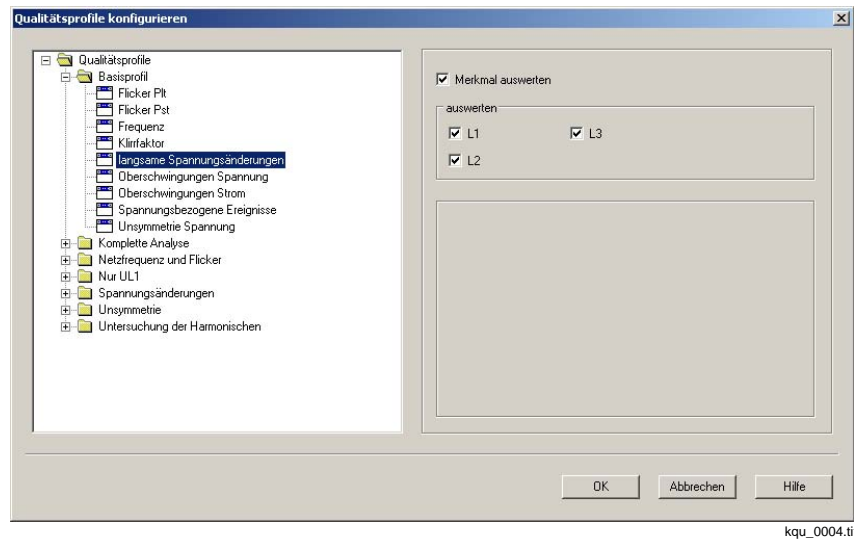 Qualitätsprofile konfigurieren
Qualitätsprofile
Basisprofil
Flicker Plt
Flicker Pst
Frequenz
Klirrfaktor
langsame Spannungsänderungen
Oberschwingungen Spannung
Oberschwingungen Strom
Spannungsbezogene Ereignisse
Unsymmetrie Spannung
Komplette Analyse
Netzfrequenz und Flicker
Nur UL1
Spannungsänderungen
Unsymmetrie
Untersuchung der Harmonischen
Merkmal auswerten
auswerten
L1 L3
L2
OK Abbrechen Hilfe
kqu_0004.ti